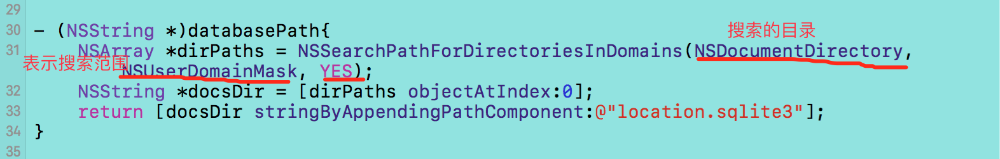 29
30 - (NSString *)databasePath{
搜索的目录
31 NSArray *dirPaths = NSSearchPathForDirectoriesInDomains(NSDocumentDirectory,
表示搜索范围
NSUserDomainMask, YES);
32 NSString *docsDir = [dirPaths objectAtIndex:0];
33 return [docsDir stringByAppendingPathComponent:@"location.sqlite3"];
34 }
35